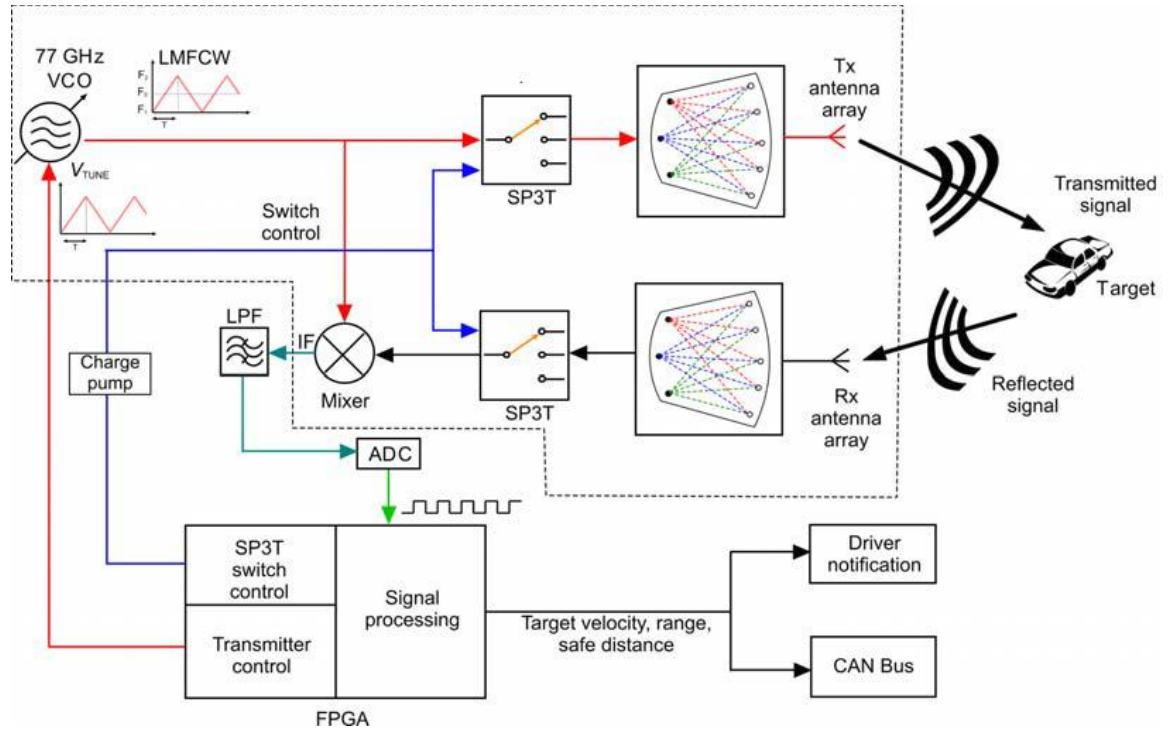 77 GHz
VCO
LMFCW
F₂
F₀
F₁
T
V_TUNE
T
Switch
control
SP3T
Tx
antenna
array
Transmitted
signal
Target
Reflected
signal
Rx
antenna
array
SP3T
Mixer
IF
LPF
Charge
pump
ADC
SP3T
switch
control
Transmitter
control
Signal
processing
FPGA
Target velocity, range,
safe distance
Driver
notification
CAN Bus